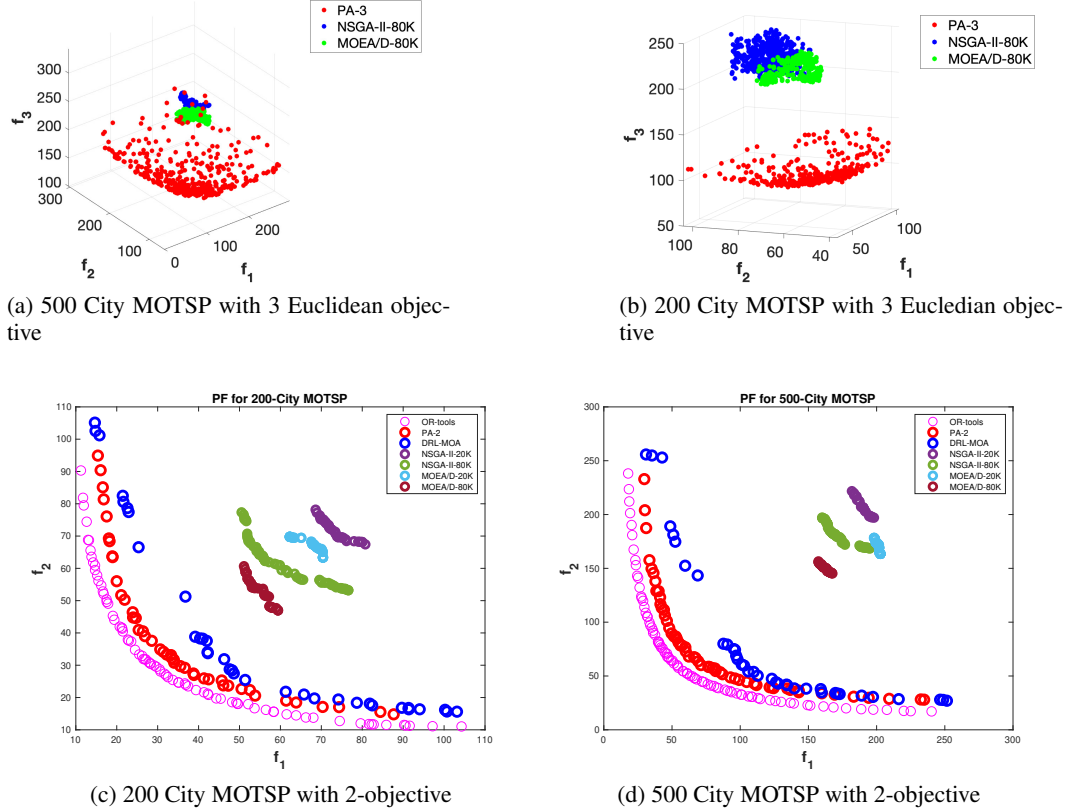 PA-3
NSGA-II-80K
MOEA/D-80K
300
250
200
150
100
f3
300
200
100
f2
0
100
200
f1
(a) 500 City MOTSP with 3 Euclidean objec-
tive
PA-3
NSGA-II-80K
MOEA/D-80K
250
200
150
100
50
f3
100
80
60
40
f2
50
100
f1
(b) 200 City MOTSP with 3 Eucledian objec-
tive
PF for 200-City MOTSP
110
100
90
80
70
60
50
40
30
20
10
f2
OR-tools
PA-2
DRL-MOA
NSGA-II-20K
NSGA-II-80K
MOEA/D-20K
MOEA/D-80K
10 20 30 40 50 60 70 80 90 100 110
f1
(c) 200 City MOTSP with 2-objective
PF for 500-City MOTSP
300
250
200
150
100
50
0
f2
OR-tools
PA-2
DRL-MOA
NSGA-II-20K
NSGA-II-80K
MOEA/D-20K
MOEA/D-80K
0 50 100 150 200 250 300
f1
(d) 500 City MOTSP with 2-objective